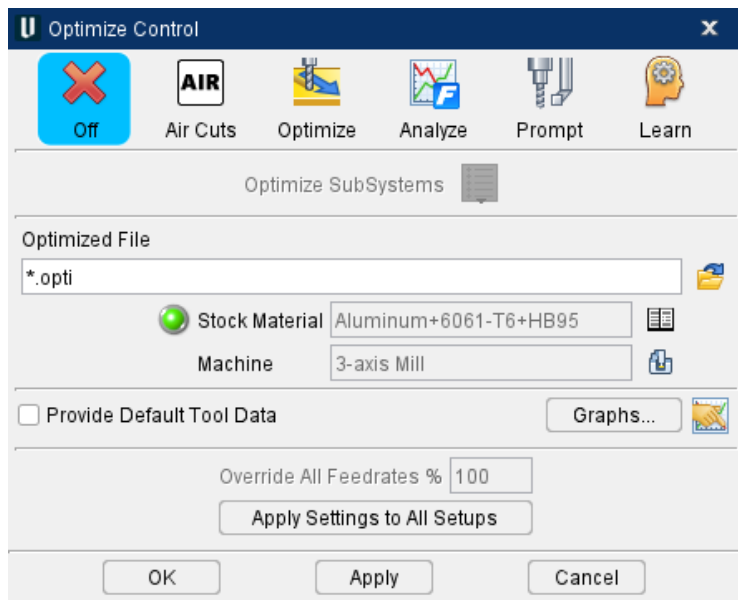 Optimize Control
AIR
F
Off Air Cuts Optimize Analyze Prompt Learn
Optimize SubSystems
Optimized File
*.opti
Stock Material Aluminum+6061-T6+HB95
Machine 3-axis Mill
Provide Default Tool Data Graphs...
Override All Feedrates % 100
Apply Settings to All Setups
OK Apply Cancel